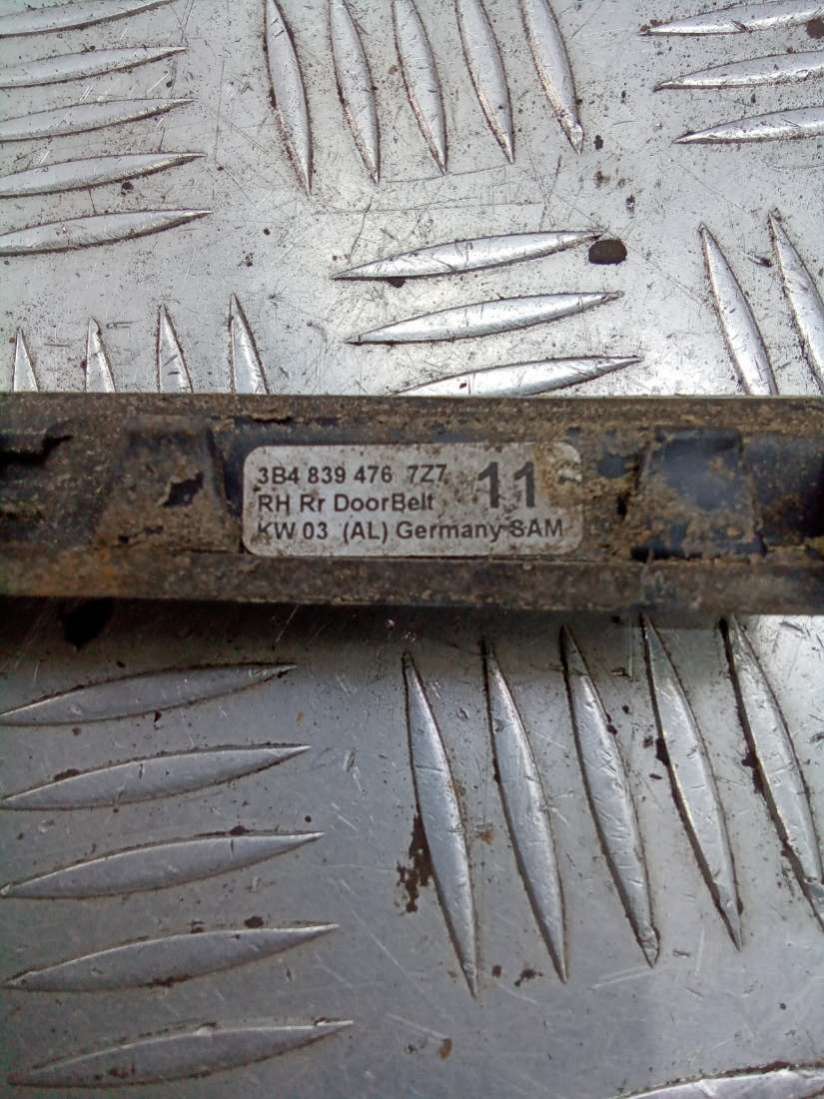 3B4 839 476 7Z7 11
RH Rr DoorBelt
KW 03 (AL) Germany SAM